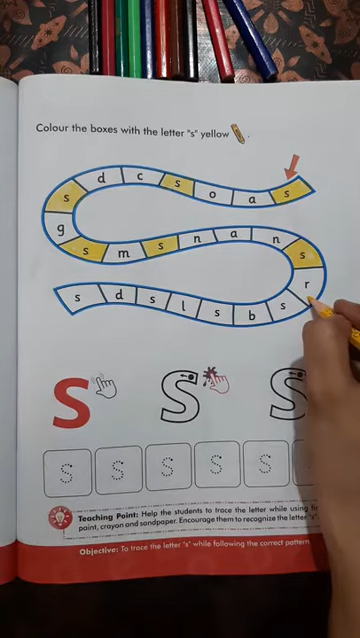 Colour the boxes with the letter "s" yellow
s a o s c d s g s m s n a n s r s b s l s d s
S S S
s s s s s
Teaching Point: Help the students to trace the letter while using
paint, crayon and sandpaper. Encourage them to recognize the letter "s"
Objective: To trace the letter 's' while following the correct pattern